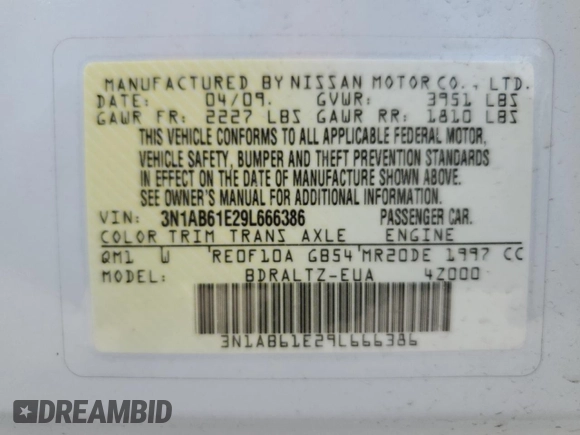 MANUFACTURED BY NISSAN MOTOR CO., LTD.
DATE: 04/09. GVWR: 3951 LBS
GAWR FR: 2227 LBS GAWR RR: 1810 LBS
THIS VEHICLE CONFORMS TO ALL APPLICABLE FEDERAL MOTOR
VEHICLE SAFETY, BUMPER AND THEFT PREVENTION STANDARDS
IN EFFECT ON THE DATE OF MANUFACTURE SHOWN ABOVE.
SEE OWNER'S MANUAL FOR ADDITIONAL INFORMATION.
VIN: 3N1AB61E29L666386 PASSENGER CAR.
COLOR TRIM TRANS AXLE ENGINE
QM1 W 'RE0F10A GB54'MR20DE 1997 CC
MODEL: BDRALTZ-EUA 4Z000
3N1AB61E29L666386
DREAMBID